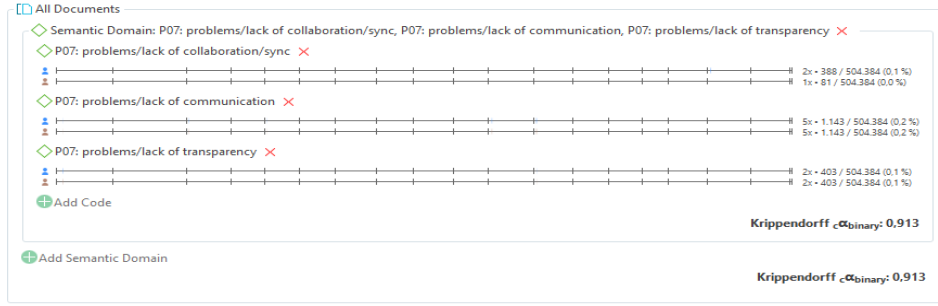 All Documents
Semantic Domain: P07: problems/lack of collaboration/sync, P07: problems/lack of communication, P07: problems/lack of transparency
P07: problems/lack of collaboration/sync
2x • 388 / 504.384 (0,1 %)
1x • 81 / 504.384 (0,0 %)
P07: problems/lack of communication
5x • 1.143 / 504.384 (0,2 %)
5x • 1.143 / 504.384 (0,2 %)
P07: problems/lack of transparency
2x • 403 / 504.384 (0,1 %)
2x • 403 / 504.384 (0,1 %)
Add Code
Krippendorff cαbinary: 0,913
Add Semantic Domain
Krippendorff cαbinary: 0,913